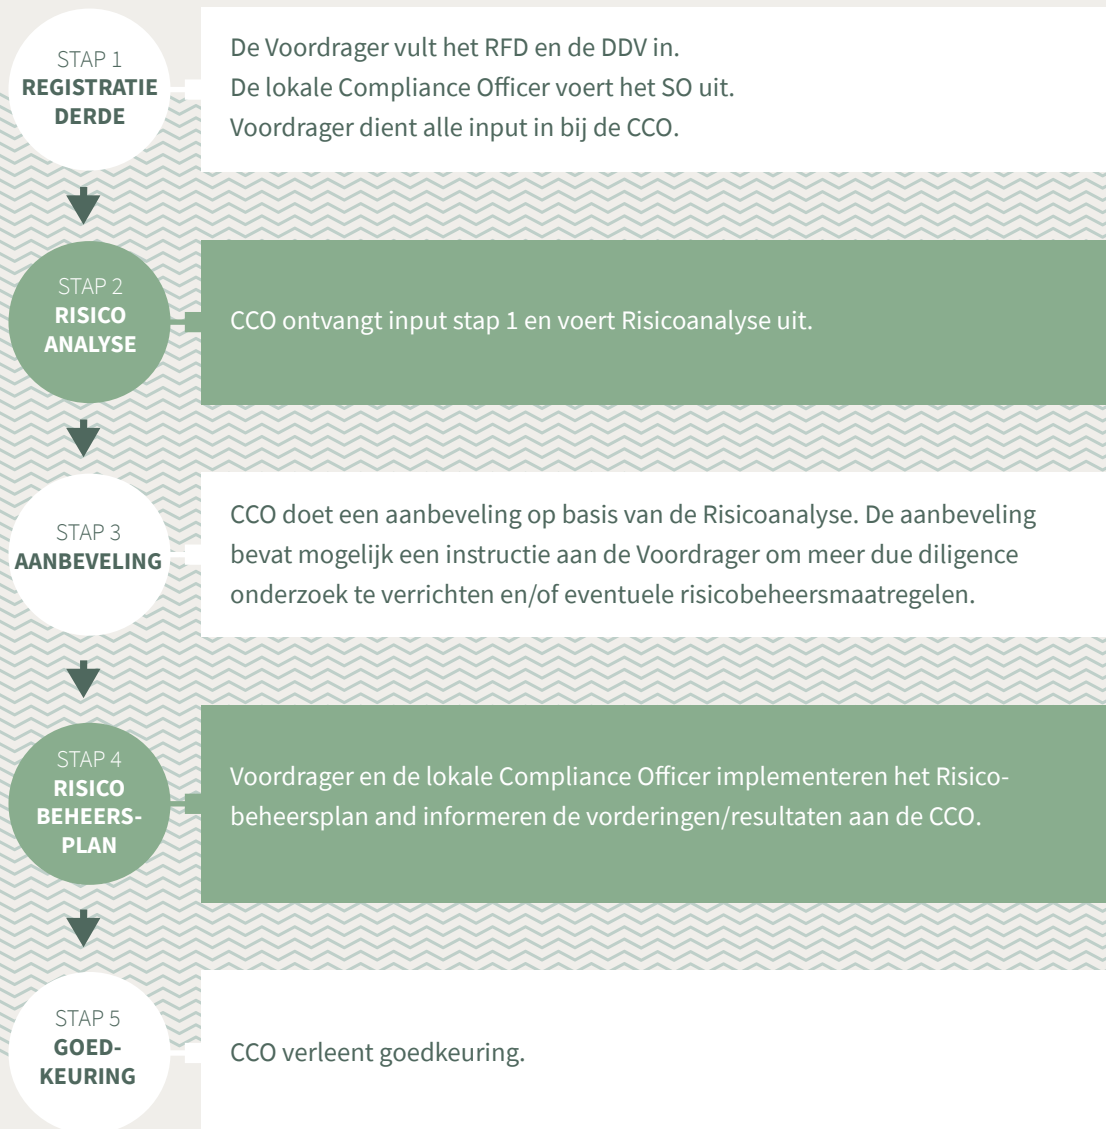 STAP 1
REGISTRATIE
DERDE
De Voordrager vult het RFD en de DDV in.
De lokale Compliance Officer voert het SO uit.
Voordrager dient alle input in bij de CCO.
STAP 2
RISICO
ANALYSE
CCO ontvangt input stap 1 en voert Risicoanalyse uit.
STAP 3
AANBEVELING
CCO doet een aanbeveling op basis van de Risicoanalyse. De aanbeveling
bevat mogelijk een instructie aan de Voordrager om meer due diligence
onderzoek te verrichten en/of eventuele risicobeheersmaatregelen.
STAP 4
RISICO
BEHEERS-
PLAN
Voordrager en de lokale Compliance Officer implementeren het Risico-
beheersplan and informeren de vorderingen/resultaten aan de CCO.
STAP 5
GOED-
KEURING
CCO verleent goedkeuring.